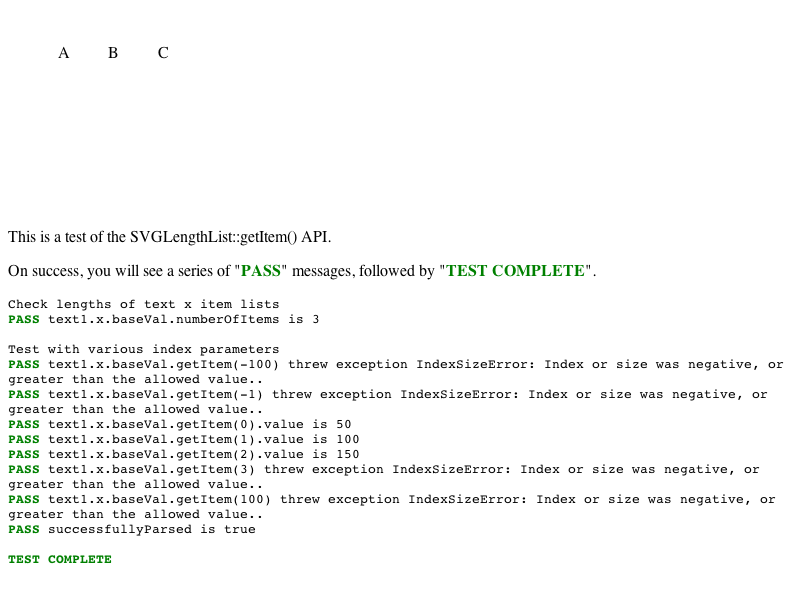 A B C
This is a test of the SVGLengthList::getItem() API.
On success, you will see a series of "PASS" messages, followed by "TEST COMPLETE".
Check lengths of text x item lists
PASS text1.x.baseVal.numberOfItems is 3
Test with various index parameters
PASS text1.x.baseVal.getItem(-100) threw exception IndexSizeError: Index or size was negative, or
greater than the allowed value..
PASS text1.x.baseVal.getItem(-1) threw exception IndexSizeError: Index or size was negative, or
greater than the allowed value..
PASS text1.x.baseVal.getItem(0).value is 50
PASS text1.x.baseVal.getItem(1).value is 100
PASS text1.x.baseVal.getItem(2).value is 150
PASS text1.x.baseVal.getItem(3) threw exception IndexSizeError: Index or size was negative, or
greater than the allowed value..
PASS text1.x.baseVal.getItem(100) threw exception IndexSizeError: Index or size was negative, or
greater than the allowed value..
PASS successfullyParsed is true
TEST COMPLETE